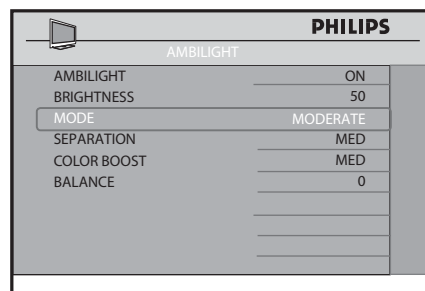 PHILIPS
AMBILIGHT
AMBILIGHT ON
BRIGHTNESS 50
MODE MODERATE
SEPARATION MED
COLOR BOOST MED
BALANCE 0